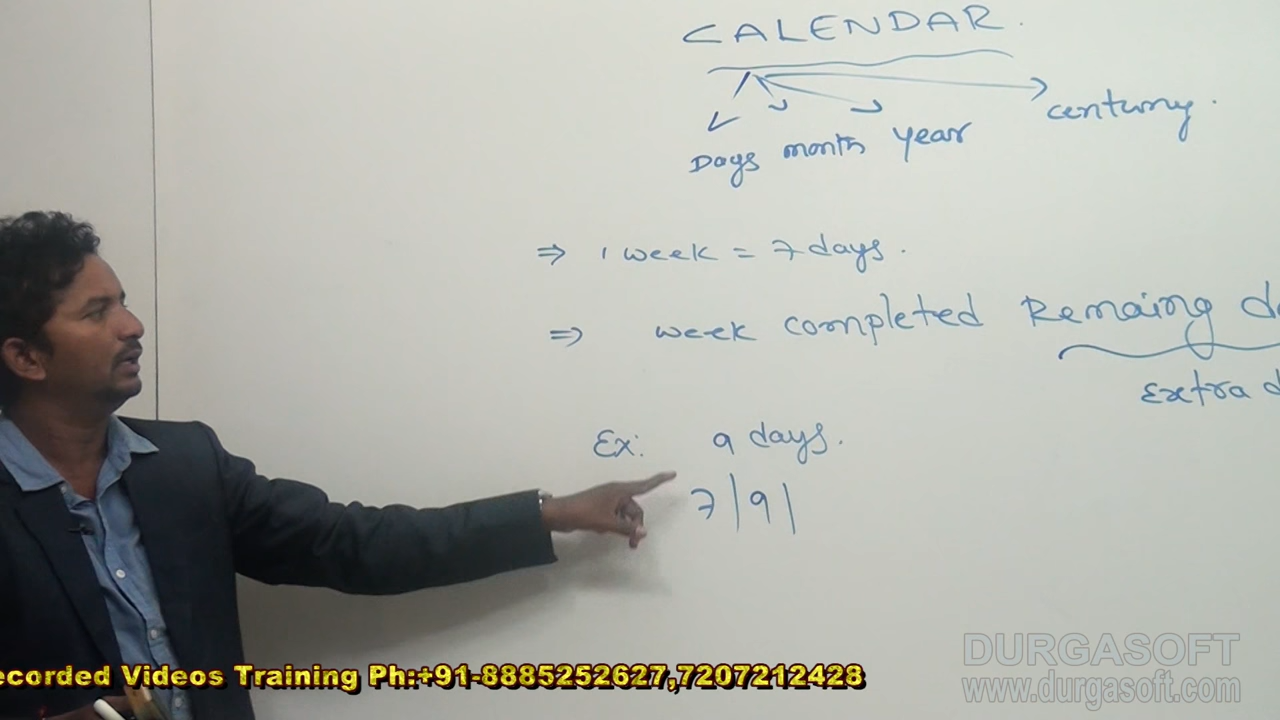 CALENDAR.
Days month year century.
⇒ 1 week = 7 days.
⇒ week completed Remaing da
Extra d
Ex: 9 days.
7|9|
DURGASOFT
www.durgasoft.com
ecorded Videos Training Ph:+91-8885252627,7207212428